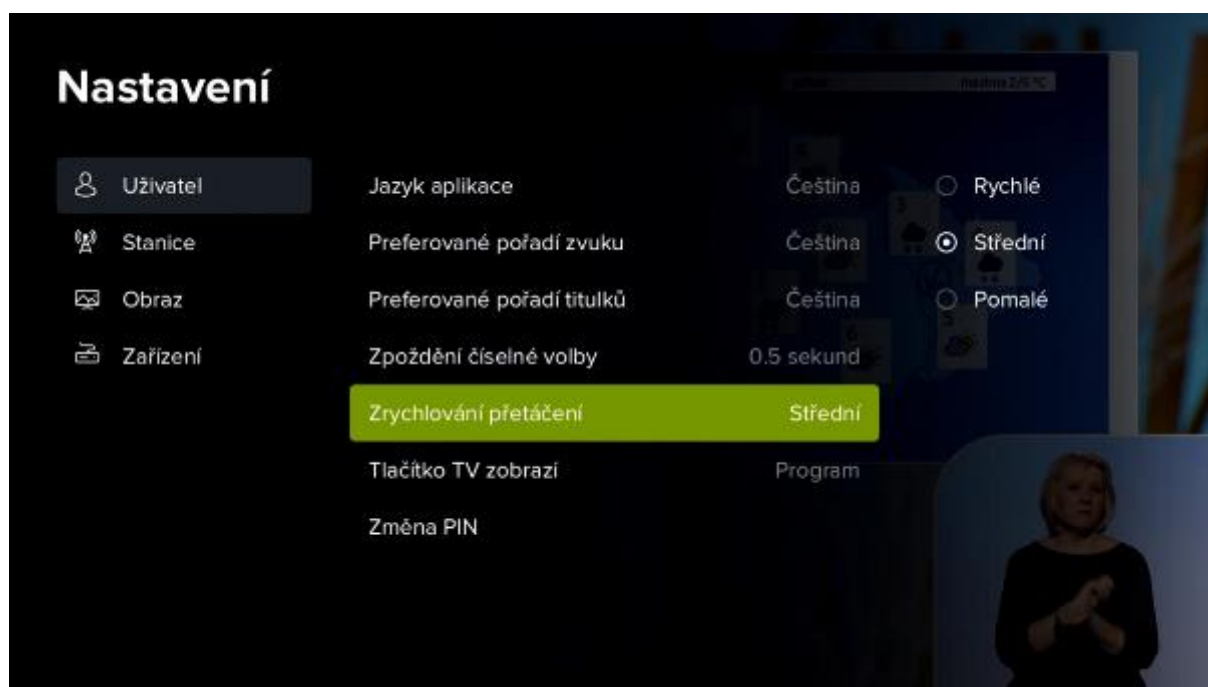 Nastavení
Uživatel
Stanice
Obraz
Zařízení
Jazyk aplikace Čeština
Preferované pořadí zvuku Čeština
Preferované pořadí titulků Čeština
Zpoždění číselné volby 0.5 sekund
Zrychlování přetáčení Střední
Tlačítko TV zobrazí Program
Změna PIN
Rychlé
Střední
Pomalé